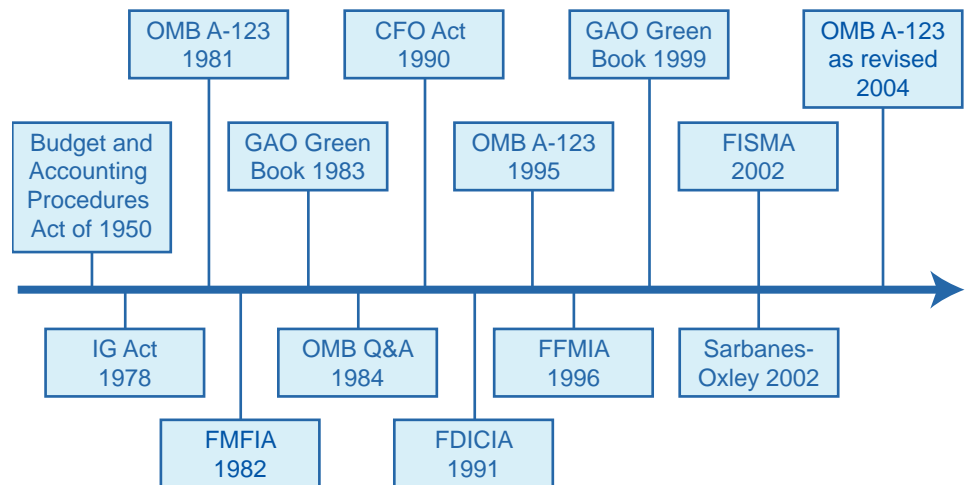 OMB A-123
1981
CFO Act
1990
GAO Green
Book 1999
OMB A-123
as revised
2004
Budget and
Accounting
Procedures
Act of 1950
GAO Green
Book 1983
OMB A-123
1995
FISMA
2002
IG Act
1978
OMB Q&A
1984
FFMIA
1996
Sarbanes-
Oxley 2002
FMFIA
1982
FDICIA
1991